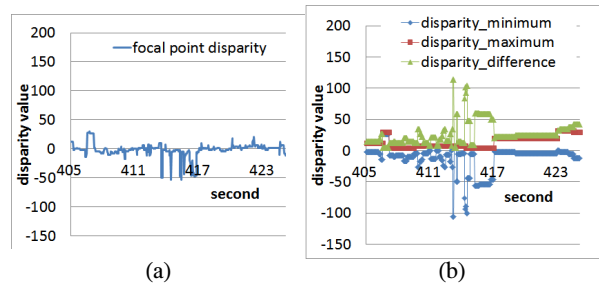 200
150
100
50
0
-50
-100
-150
disparity value
focal point disparity
405
411
417
423
second
(a)
200
150
100
50
0
-50
-100
-150
disparity value
disparity_minimum
disparity_maximum
disparity_difference
405
411
417
423
second
(b)